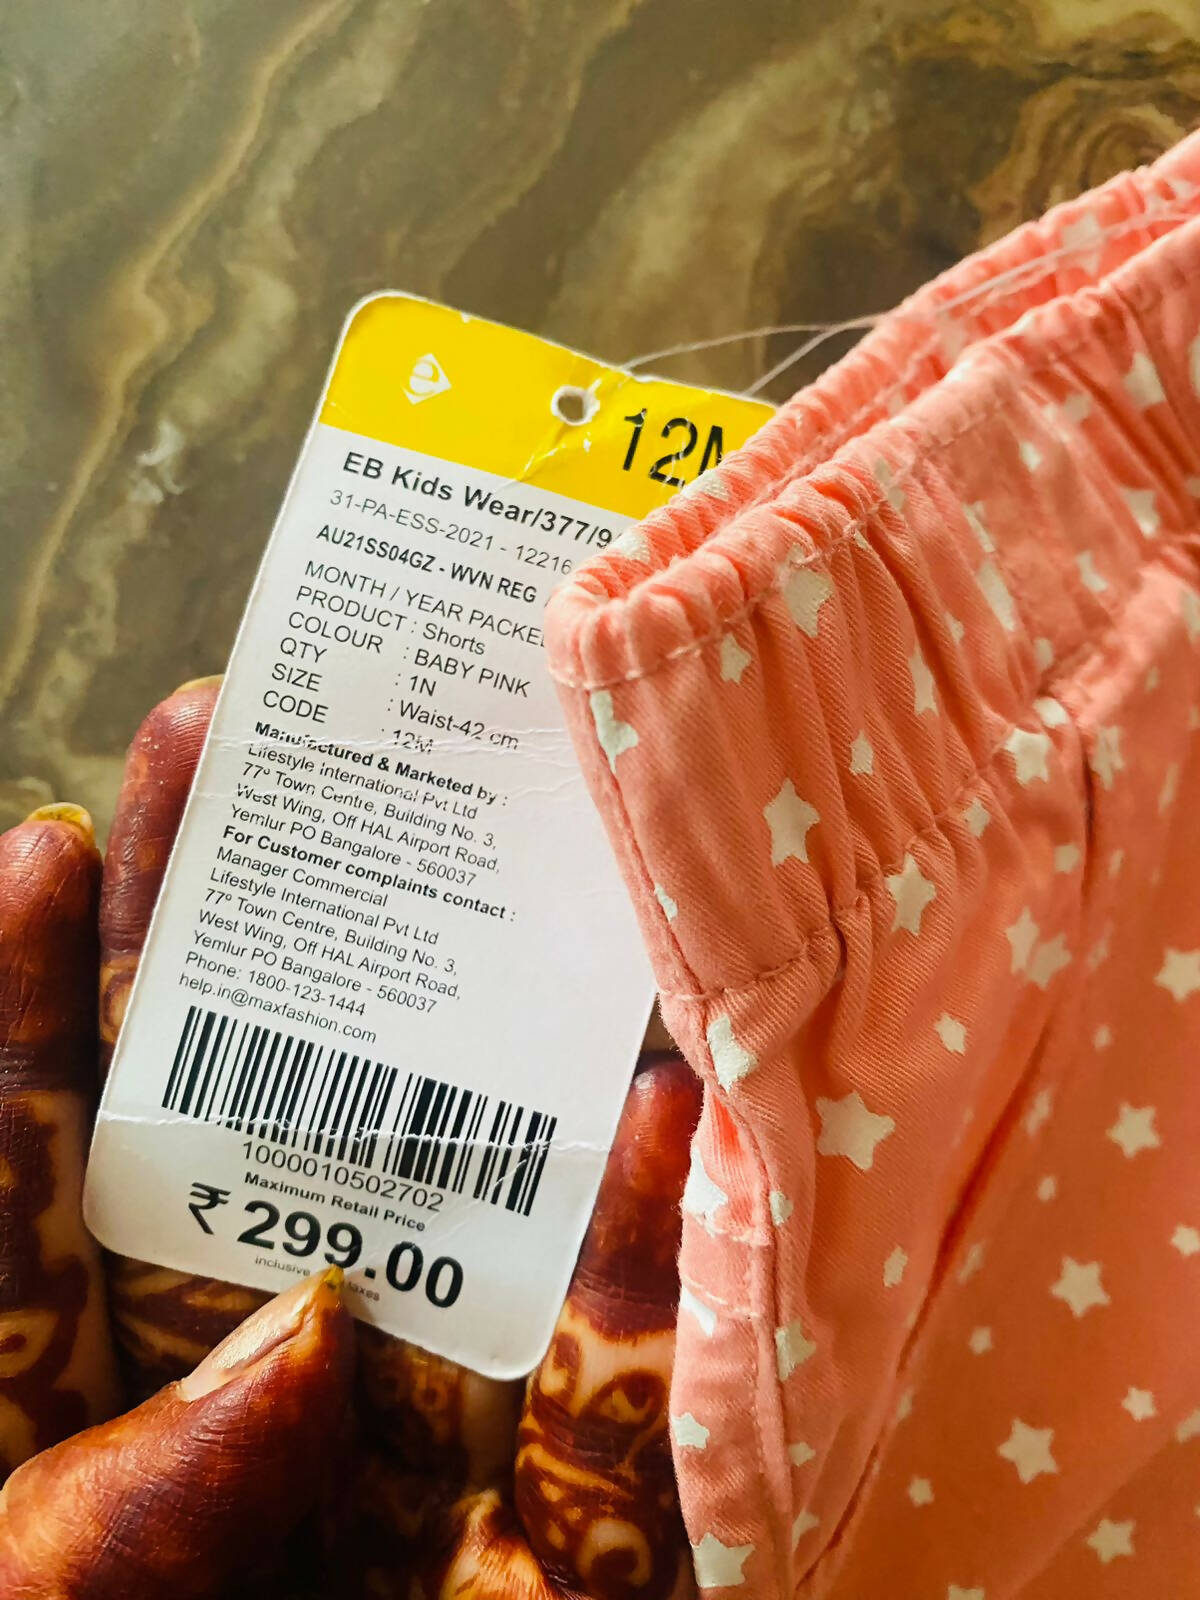 e
12M
EB Kids Wear/377/9
31-PA-ESS-2021 - 12216
AU21SS04GZ - WVN REG
MONTH / YEAR PACKE
PRODUCT : Shorts
COLOUR : BABY PINK
QTY : 1N
SIZE : Waist-42 cm
CODE : 12M
Manufactured & Marketed by :
Lifestyle International Pvt Ltd
77º Town Centre, Building No. 3,
West Wing, Off HAL Airport Road,
Yemlur PO Bangalore - 560037
For Customer complaints contact :
Manager Commercial
Lifestyle International Pvt Ltd
77º Town Centre, Building No. 3,
West Wing, Off HAL Airport Road,
Yemlur PO Bangalore - 560037
Phone: 1800-123-1444
help.in@maxfashion.com
1000010502702
Maximum Retail Price
₹ 299.00
inclusive taxes